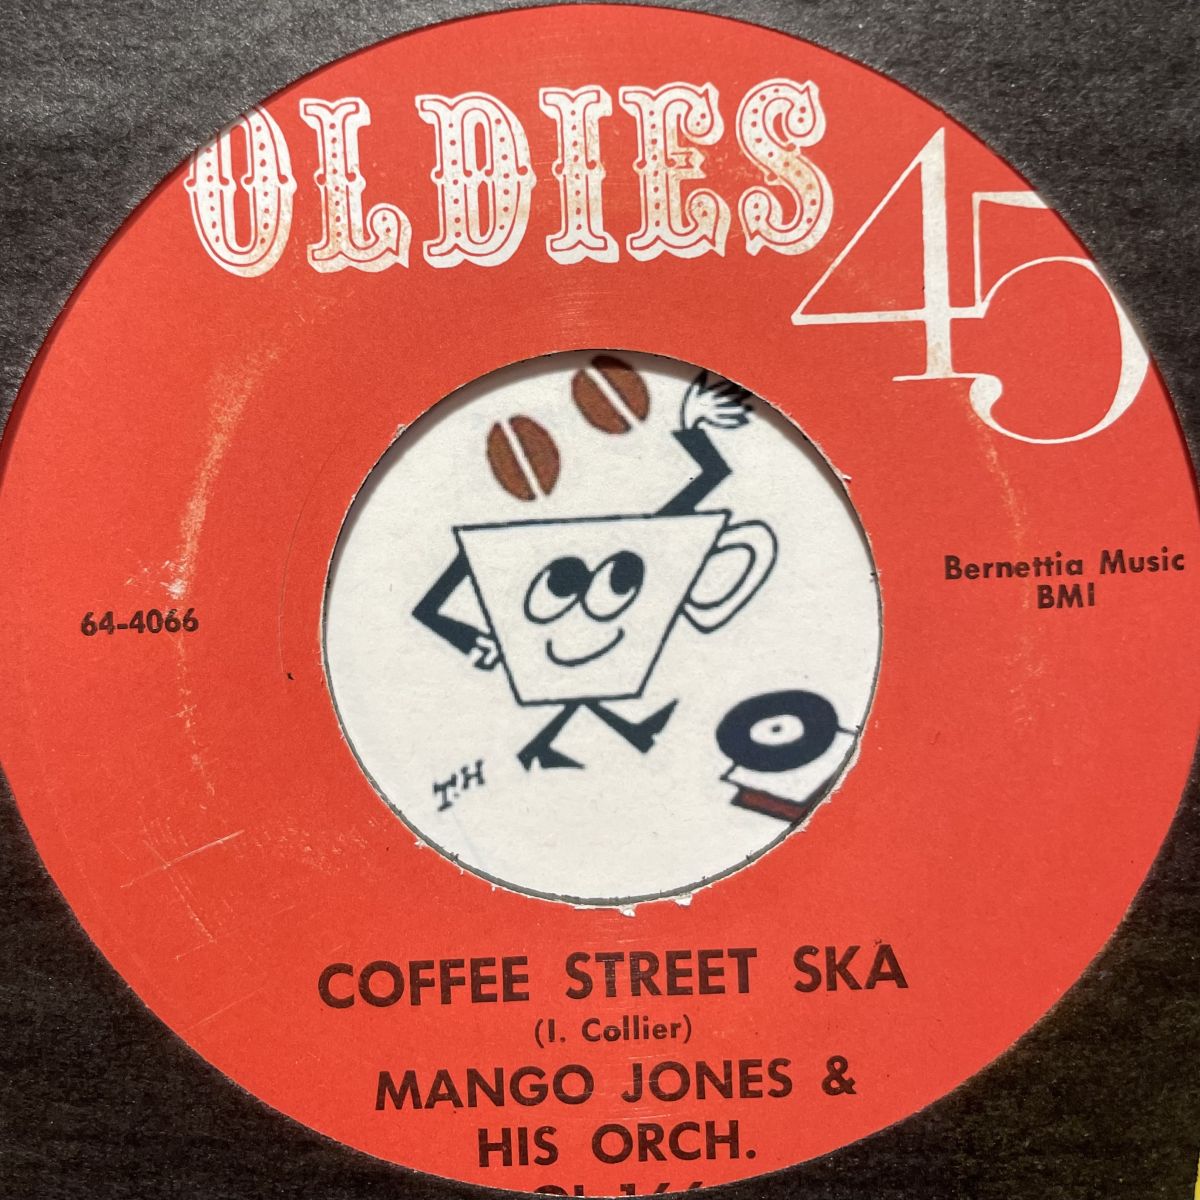 OLDIES 45
Bernettia Music
BMI
64-4066
T.H
COFFEE STREET SKA
(I. Collier)
MANGO JONES &
HIS ORCH.